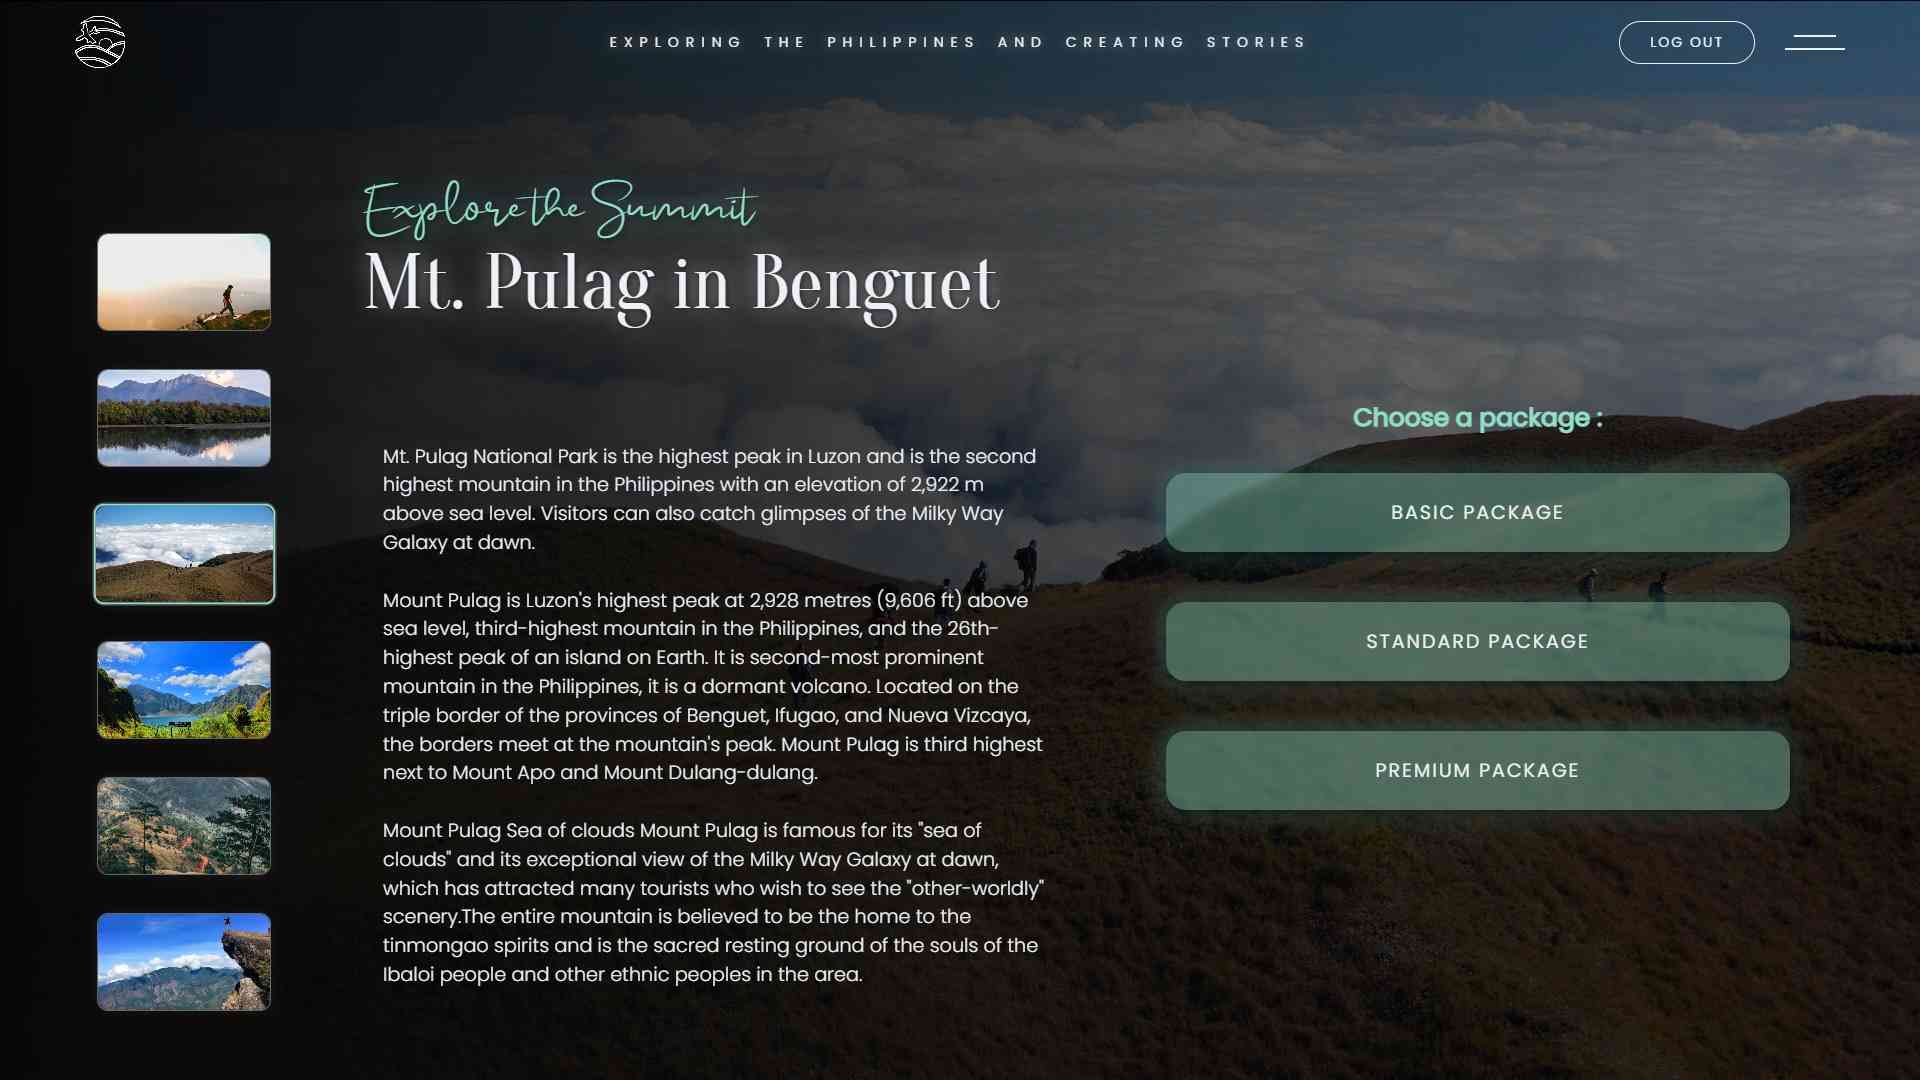 EXPLORING THE PHILIPPINES AND CREATING STORIES
LOG OUT
Explore the Summit
Mt. Pulag in Benguet
Mt. Pulag National Park is the highest peak in Luzon and is the second
highest mountain in the Philippines with an elevation of 2,922 m
above sea level. Visitors can also catch glimpses of the Milky Way
Galaxy at dawn.
Mount Pulag is Luzon's highest peak at 2,928 metres (9,606 ft) above
sea level, third-highest mountain in the Philippines, and the 26th-
highest peak of an island on Earth. It is second-most prominent
mountain in the Philippines, it is a dormant volcano. Located on the
triple border of the provinces of Benguet, Ifugao, and Nueva Vizcaya,
the borders meet at the mountain's peak. Mount Pulag is third highest
next to Mount Apo and Mount Dulang-dulang.
Mount Pulag Sea of clouds Mount Pulag is famous for its "sea of
clouds" and its exceptional view of the Milky Way Galaxy at dawn,
which has attracted many tourists who wish to see the "other-worldly"
scenery.The entire mountain is believed to be the home to the
tinmongao spirits and is the sacred resting ground of the souls of the
Ibaloi people and other ethnic peoples in the area.
Choose a package :
BASIC PACKAGE
STANDARD PACKAGE
PREMIUM PACKAGE